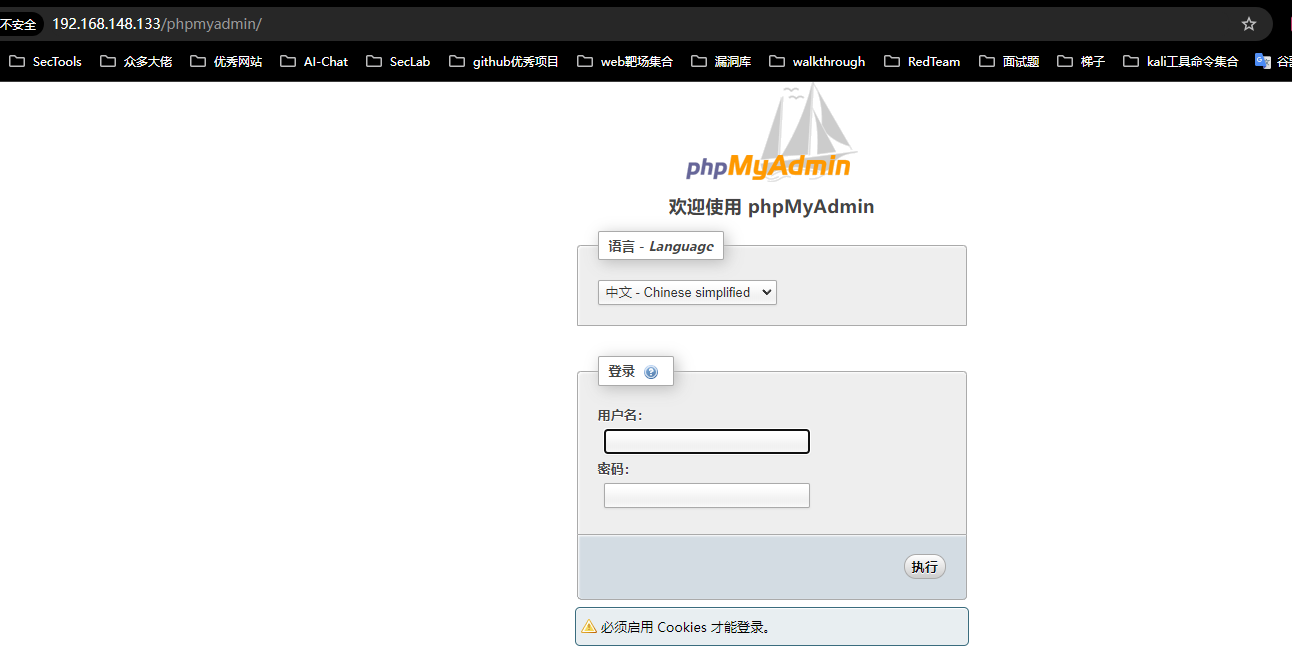 不安全 192.168.148.133/phpmyadmin/
SecTools 众多大佬 优秀网站 AI-Chat SecLab github优秀项目 web靶场集合 漏洞库 walkthrough RedTeam 面试题 梯子 kali工具命令集合
phpMyAdmin
欢迎使用 phpMyAdmin
语言 - Language
中文 - Chinese simplified
登录
用户名：
密码：
执行
必须启用 Cookies 才能登录。